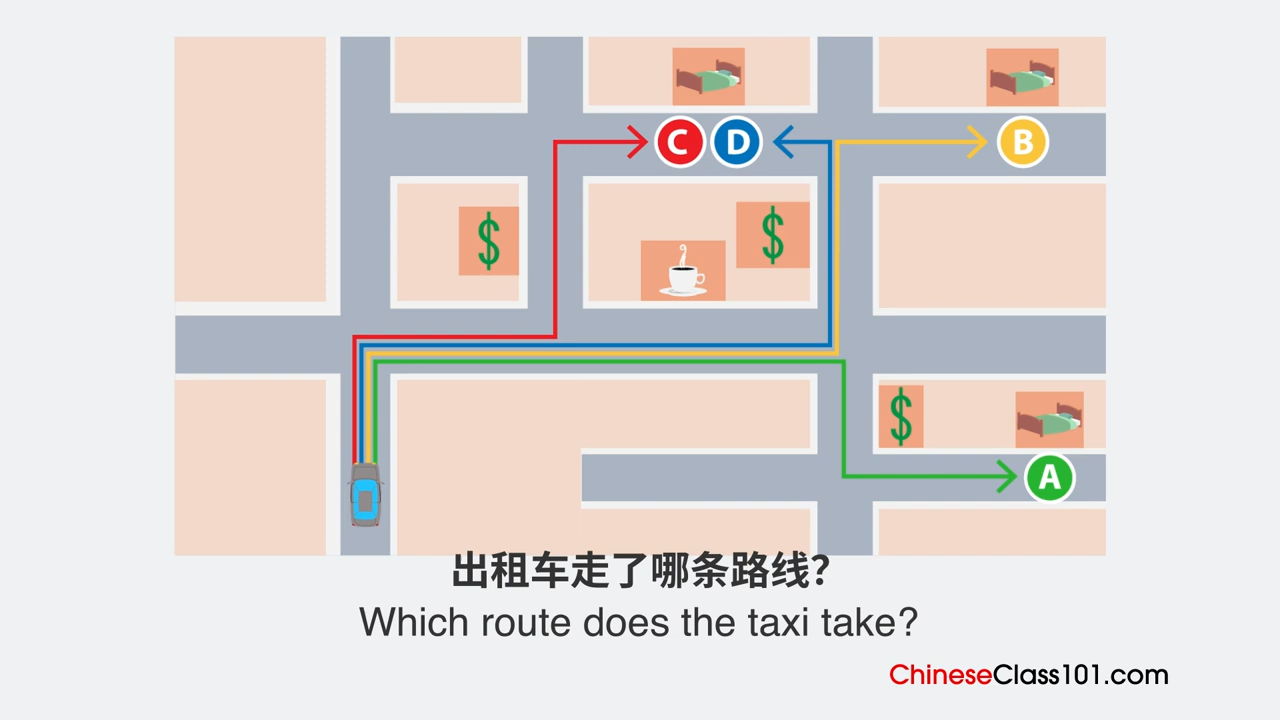 C D B
$ $
$
A
出租车走了哪条路线？
Which route does the taxi take?
ChineseClass101.com